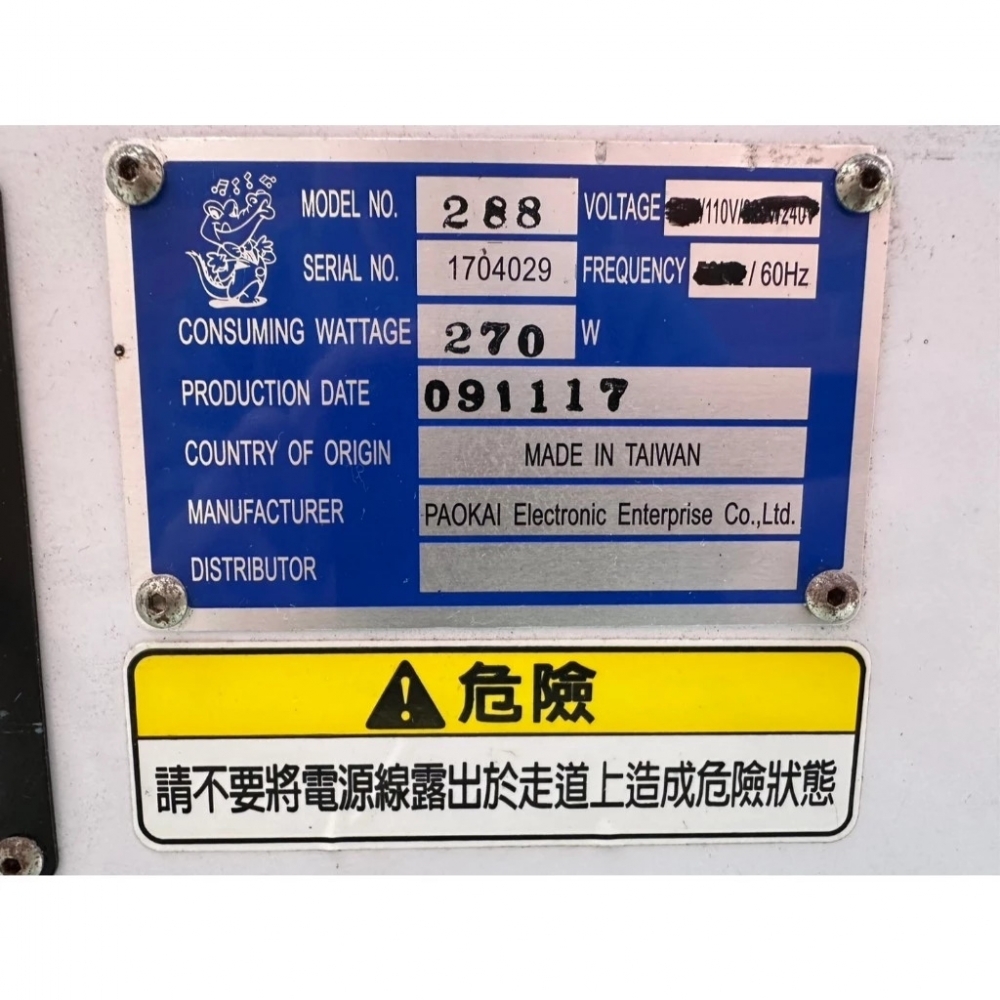 MODEL NO. 288 VOLTAGE /110V/ 240V
SERIAL NO. 1704029 FREQUENCY / 60Hz
CONSUMING WATTAGE 270 W
PRODUCTION DATE 091117
COUNTRY OF ORIGIN MADE IN TAIWAN
MANUFACTURER PAOKAI Electronic Enterprise Co.,Ltd.
DISTRIBUTOR
危險
請不要將電源線露出於走道上造成危險狀態